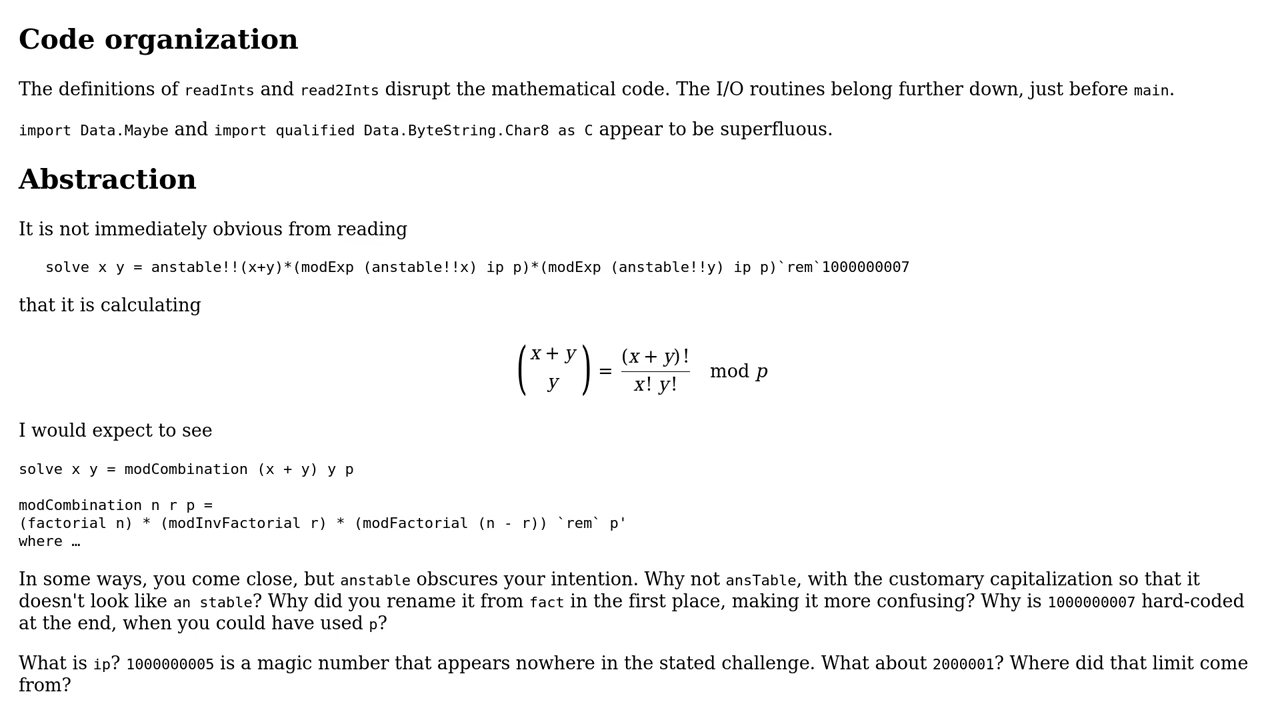 Code organization
The definitions of readInts and read2Ints disrupt the mathematical code. The I/O routines belong further down, just before main.
import Data.Maybe and import qualified Data.ByteString.Char8 as C appear to be superfluous.
Abstraction
It is not immediately obvious from reading
solve x y = anstable!!(x+y)*(modExp (anstable!!x) ip p)*(modExp (anstable!!y) ip p)`rem`1000000007
that it is calculating
(x + y
y) = (x + y)!
x! y! mod p
I would expect to see
solve x y = modCombination (x + y) y p
modCombination n r p =
(factorial n) * (modInvFactorial r) * (modFactorial (n - r)) `rem` p'
where …
In some ways, you come close, but anstable obscures your intention. Why not ansTable, with the customary capitalization so that it
doesn't look like an stable? Why did you rename it from fact in the first place, making it more confusing? Why is 1000000007 hard-coded
at the end, when you could have used p?
What is ip? 1000000005 is a magic number that appears nowhere in the stated challenge. What about 2000001? Where did that limit come
from?